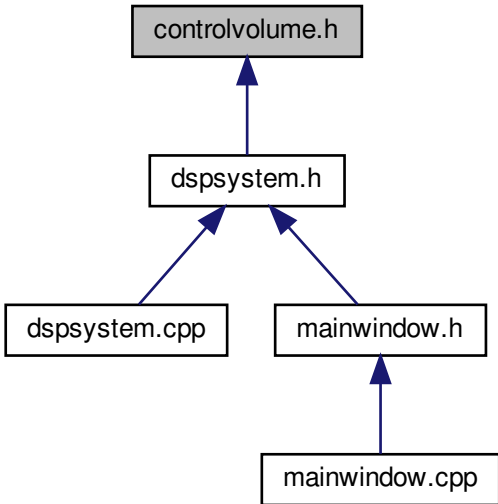 controlvolume.h
dspsystem.h
dspsystem.cpp
mainwindow.h
mainwindow.cpp